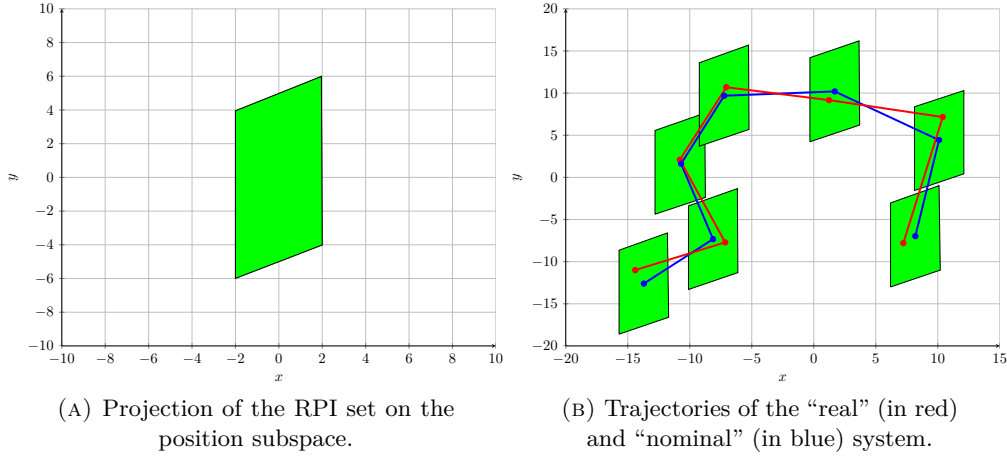 10
8
6
4
2
0
−2
−4
−6
−8
−10
−10 −8 −6 −4 −2 0 2 4 6 8 10
y
x
20
15
10
5
0
−5
−10
−15
−20
−20 −15 −10 −5 0 5 10 15
y
x
(A) Projection of the RPI set on the
position subspace.
(B) Trajectories of the “real” (in red)
and “nominal” (in blue) system.